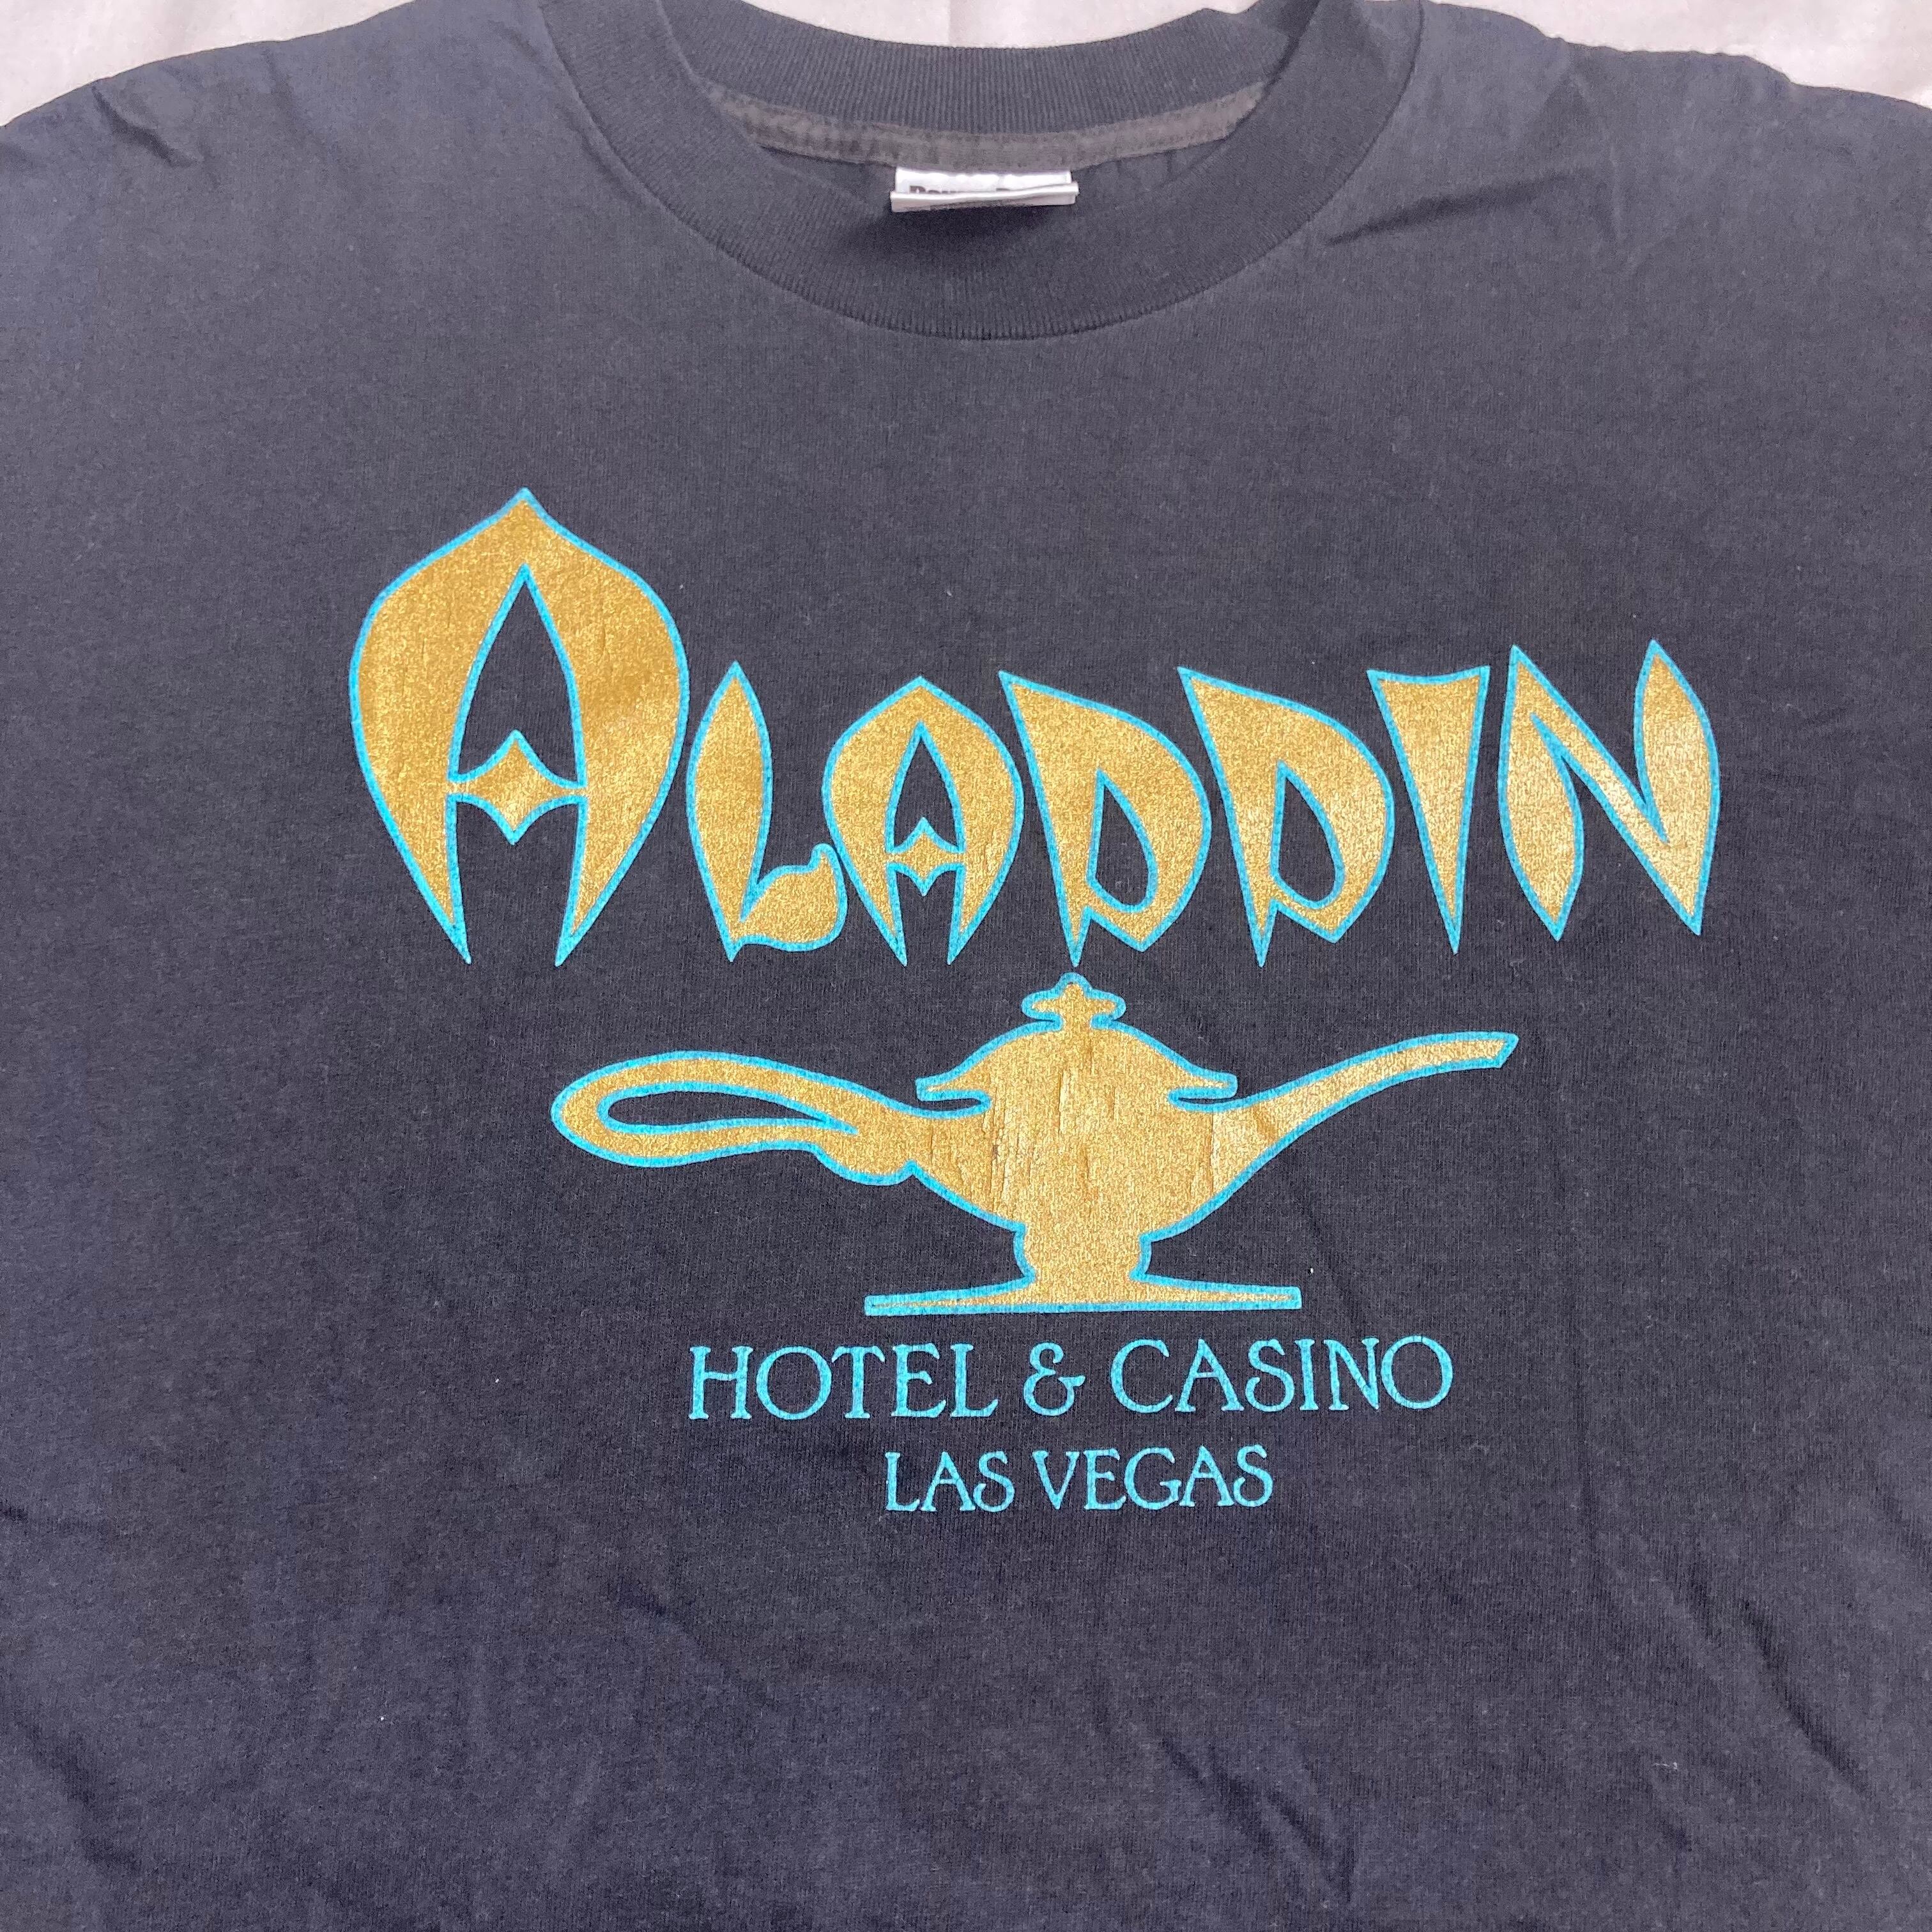 ALADDIN
HOTEL & CASINO
LAS VEGAS